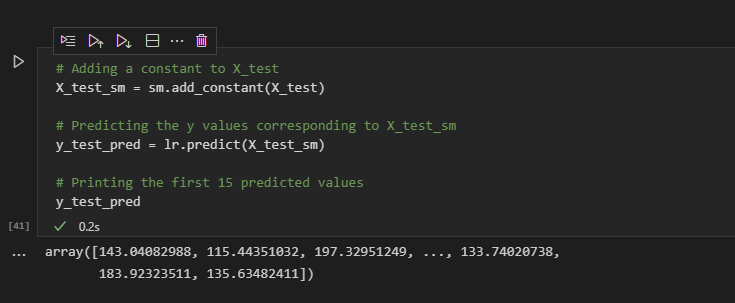 # Adding a constant to X_test
X_test_sm = sm.add_constant(X_test)
# Predicting the y values corresponding to X_test_sm
y_test_pred = lr.predict(X_test_sm)
# Printing the first 15 predicted values
y_test_pred
[41] ✓ 0.2s
... array([143.04082988, 115.44351032, 197.32951249, ..., 133.74020738,
183.92323511, 135.63482411])